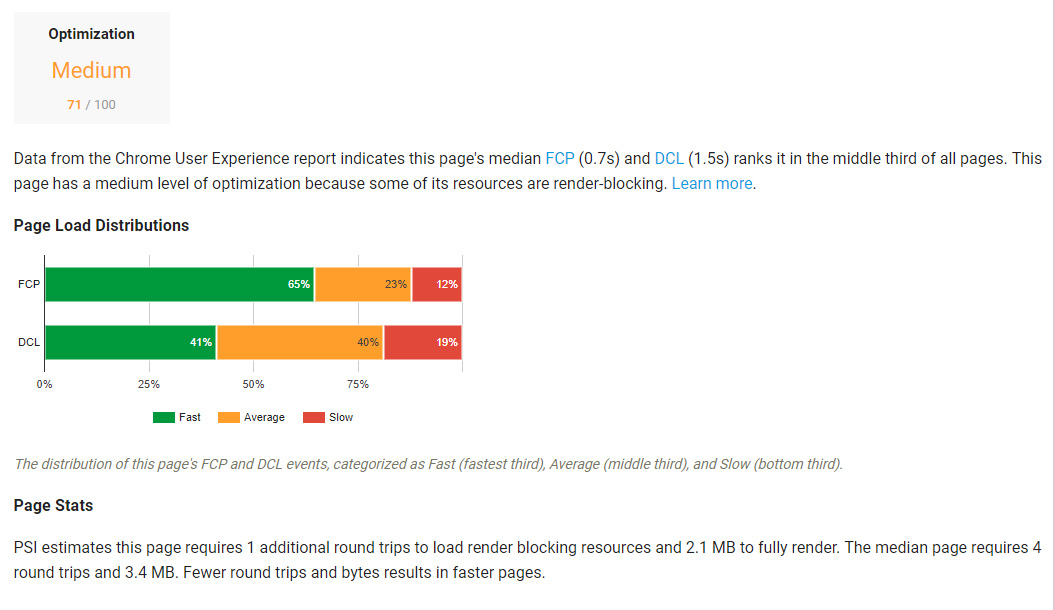 Optimization
Medium
71 / 100
Data from the Chrome User Experience report indicates this page's median FCP (0.7s) and DCL (1.5s) ranks it in the middle third of all pages. This
page has a medium level of optimization because some of its resources are render-blocking. Learn more.
Page Load Distributions
FCP 65% 23% 12%
DCL 41% 40% 19%
0% 25% 50% 75%
Fast Average Slow
The distribution of this page's FCP and DCL events, categorized as Fast (fastest third), Average (middle third), and Slow (bottom third).
Page Stats
PSI estimates this page requires 1 additional round trips to load render blocking resources and 2.1 MB to fully render. The median page requires 4
round trips and 3.4 MB. Fewer round trips and bytes results in faster pages.